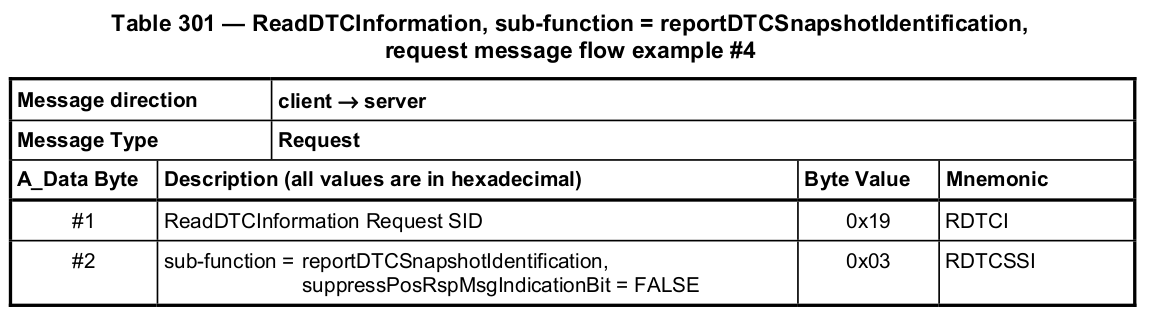 Table 301 — ReadDTCInformation, sub-function = reportDTCSnapshotIdentification,
request message flow example #4
Message direction client → server
Message Type Request
A_Data Byte Description (all values are in hexadecimal) Byte Value Mnemonic
#1 ReadDTCInformation Request SID 0x19 RDTCI
#2 sub-function = reportDTCSnapshotIdentification, 0x03 RDTCSSI
suppressPosRspMsgIndicationBit = FALSE